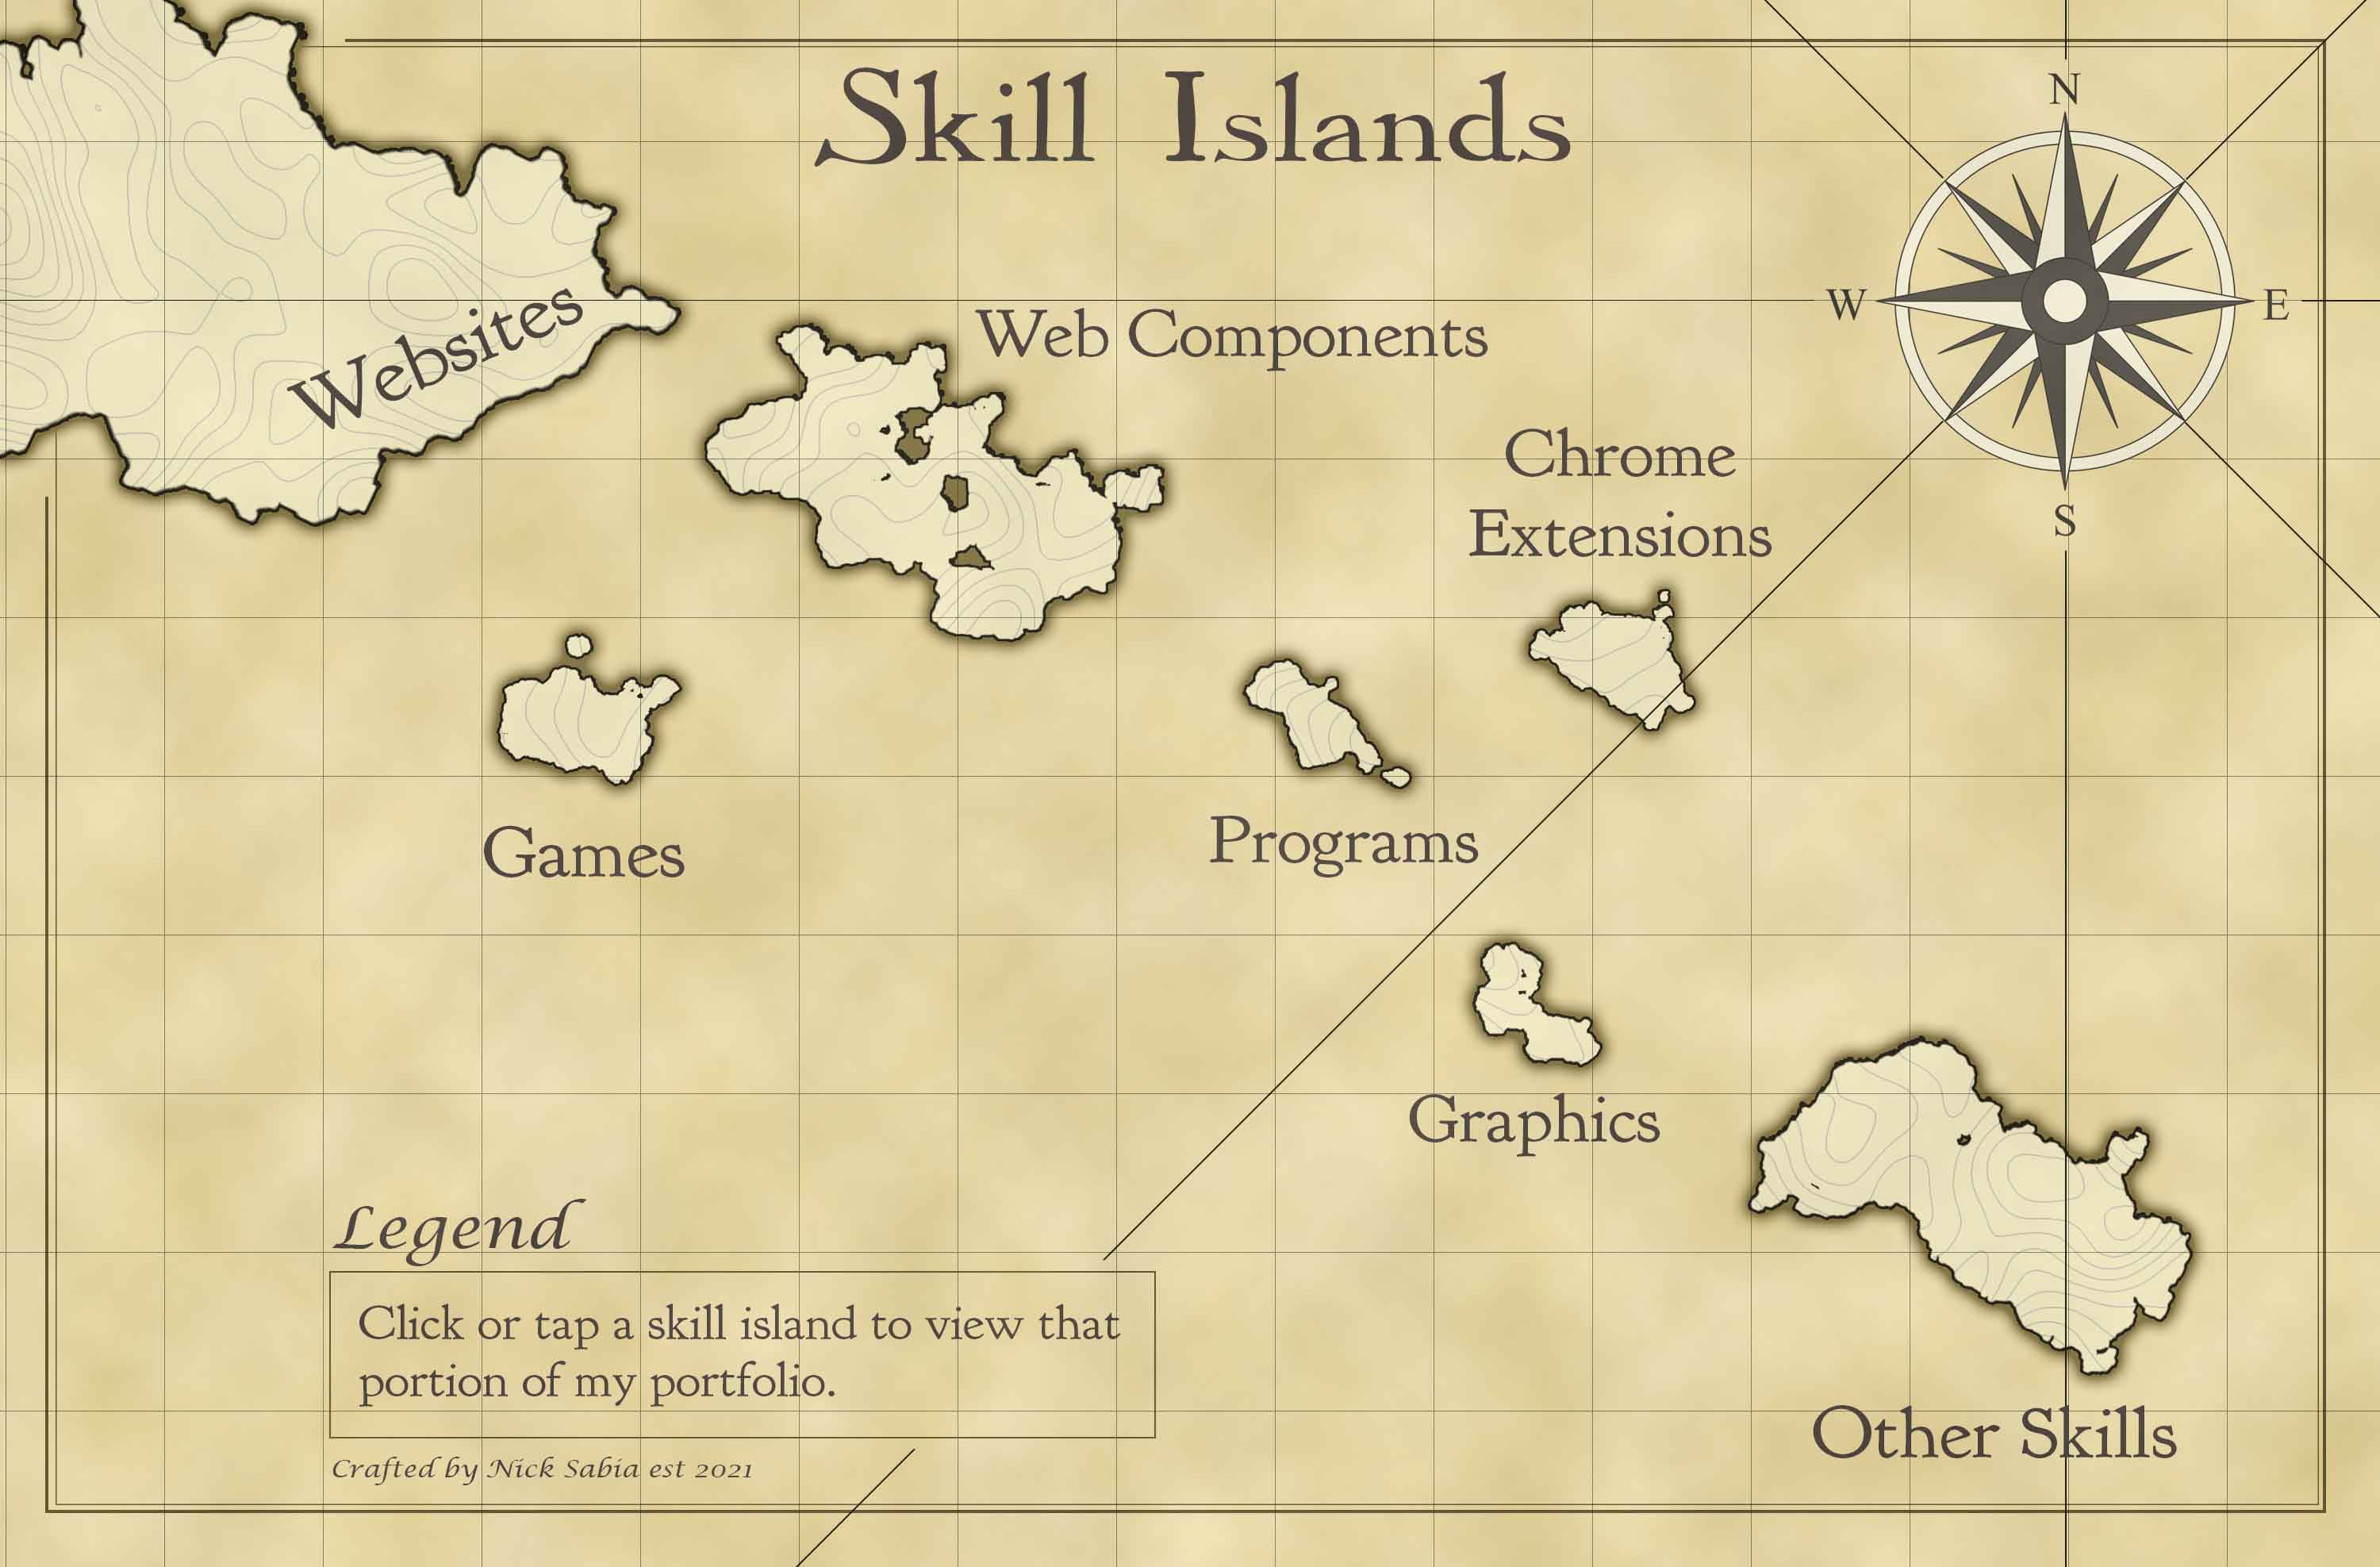 Skill Islands
N
W
E
S
Websites
Web Components
Chrome
Extensions
Games
Programs
Graphics
Other Skills
Legend
Click or tap a skill island to view that
portion of my portfolio.
Crafted by Nick Sabia est 2021